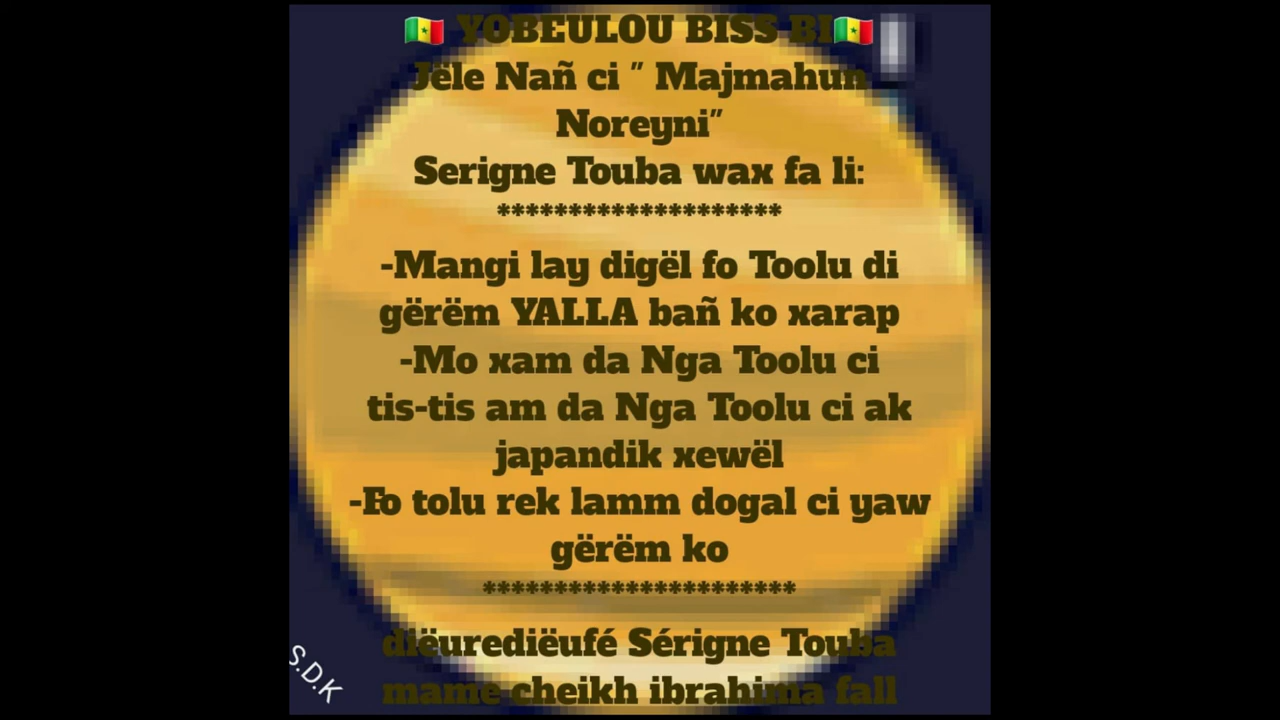 🇸🇳 YOBEULOU BISS BI🇸🇳
Jële Nañ ci " Majmahun
Noreyni"
Serigne Touba wax fa li:
********************
-Mangi lay digël fo Toolu di
gërëm YALLA bañ ko xarap
-Mo xam da Nga Toolu ci
tis-tis am da Nga Toolu ci ak
japandik xewël
-Fo tolu rek lamm dogal ci yaw
gërëm ko
**********************
diëurediëufé Sérigne Touba
mame cheikh ibrahima fall
S.D.K